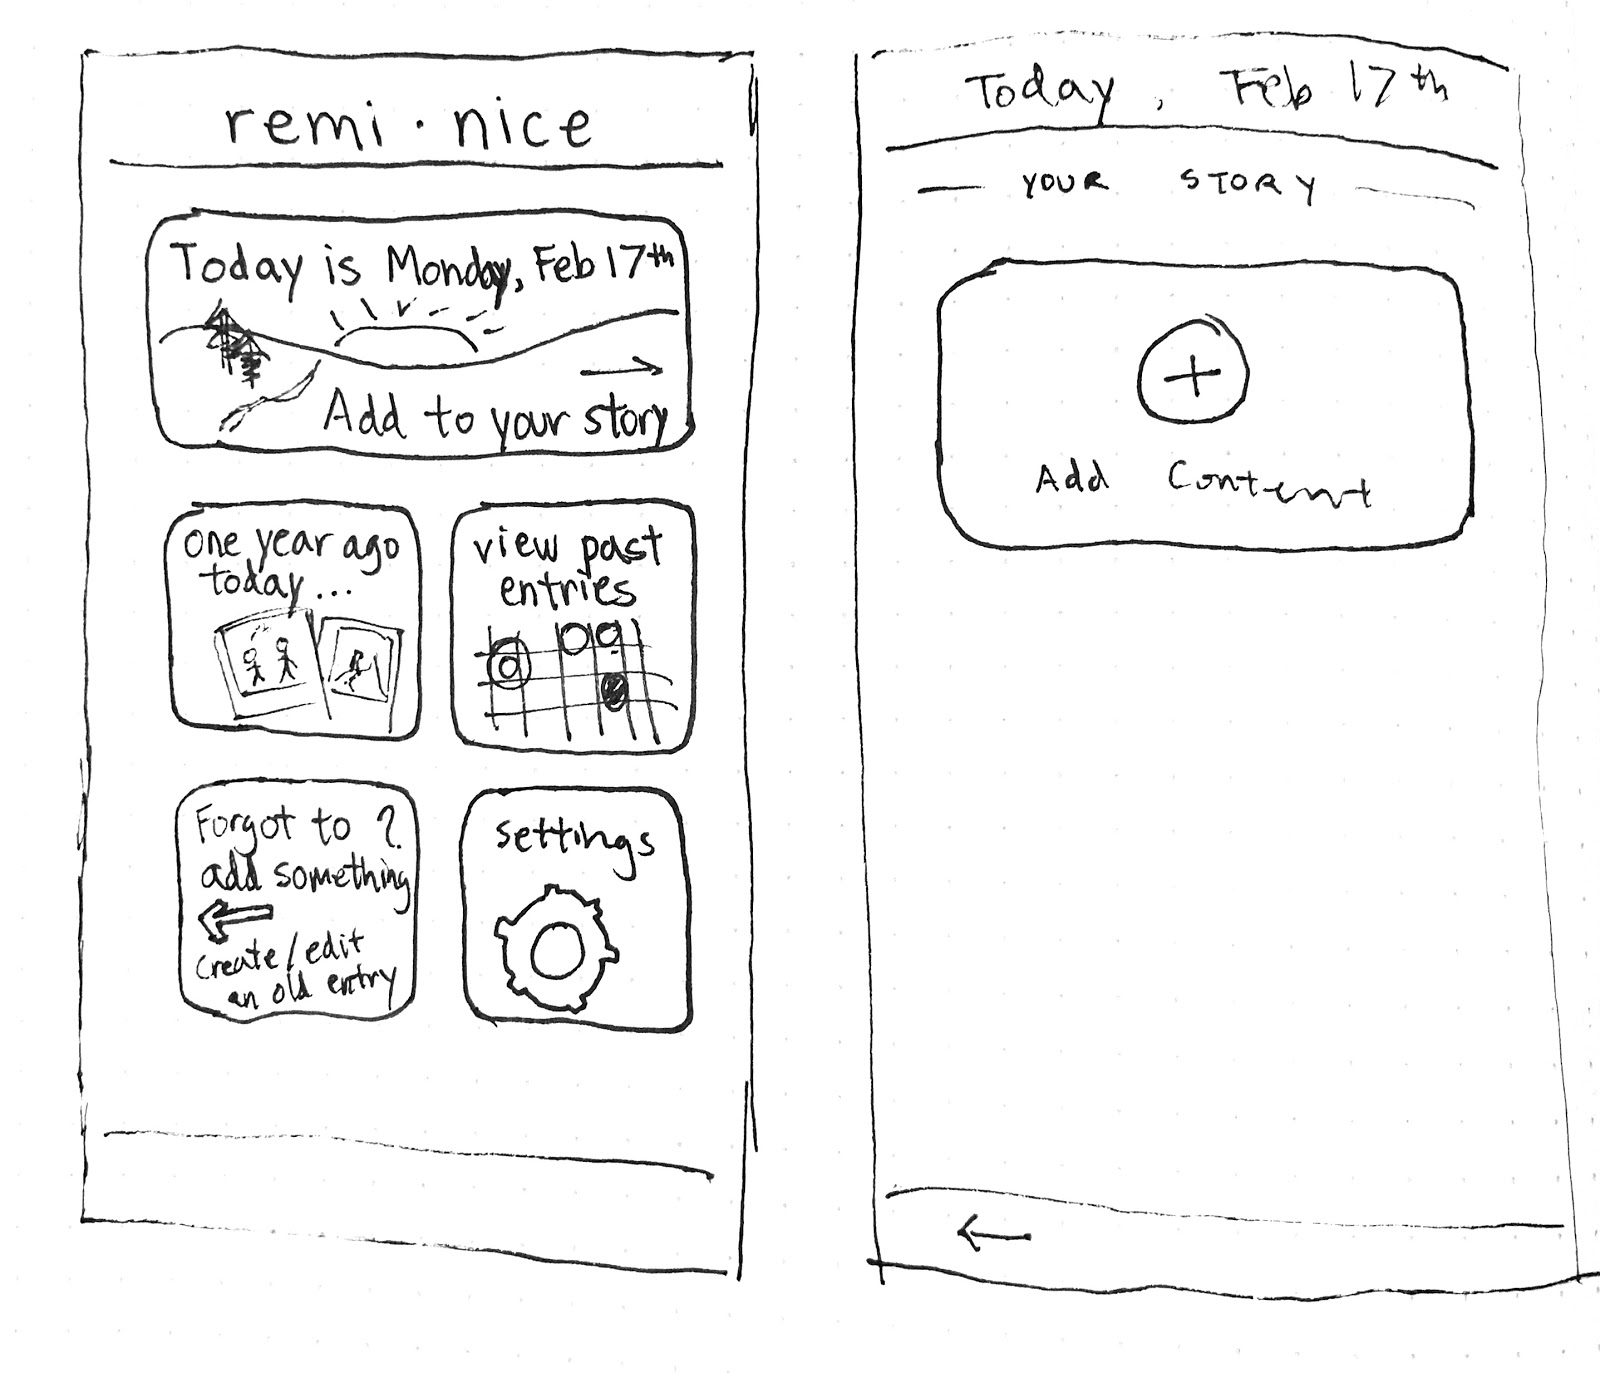 remi · nice
Today is Monday, Feb 17th
Add to your story
one year ago
today...
view past
entries
Forgot to ?
add something
create/edit
an old entry
settings
Today, Feb 17th
YOUR STORY
+
Add Content